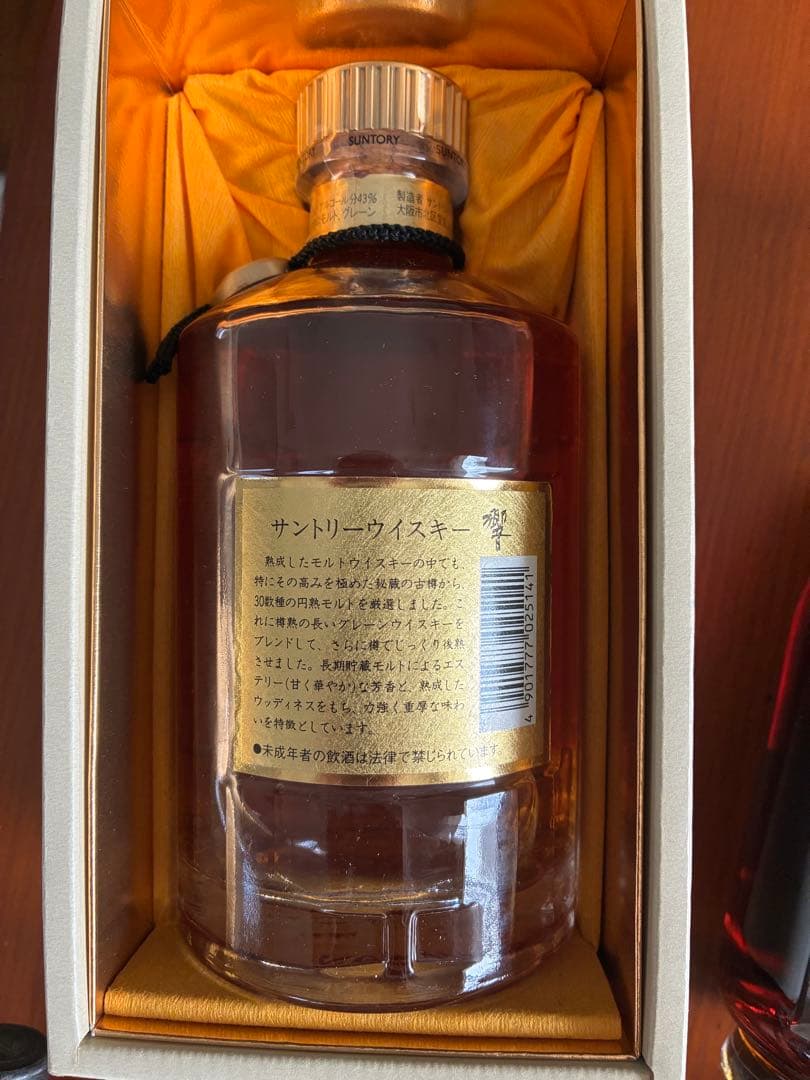 SUNTORY
アルコール分43% 製造者 サント
モルト、グレーン 大阪市北区堂
サントリーウイスキー 響
熟成したモルトウイスキーの中でも、
特にその高みを極めた秘蔵の古樽から、
30数種の円熟モルトを厳選しました。こ
れに樽熟の長いグレーンウイスキーを
ブレンドして、さらに樽でじっくり後熟
させました。長期貯蔵モルトによるエス
テリー(甘く華やか)な芳香と、熟成した
ウッディネスをもち、力強く重厚な味わ
いを特徴としています。
●未成年者の飲酒は法律で禁じられています
4 901777 025141